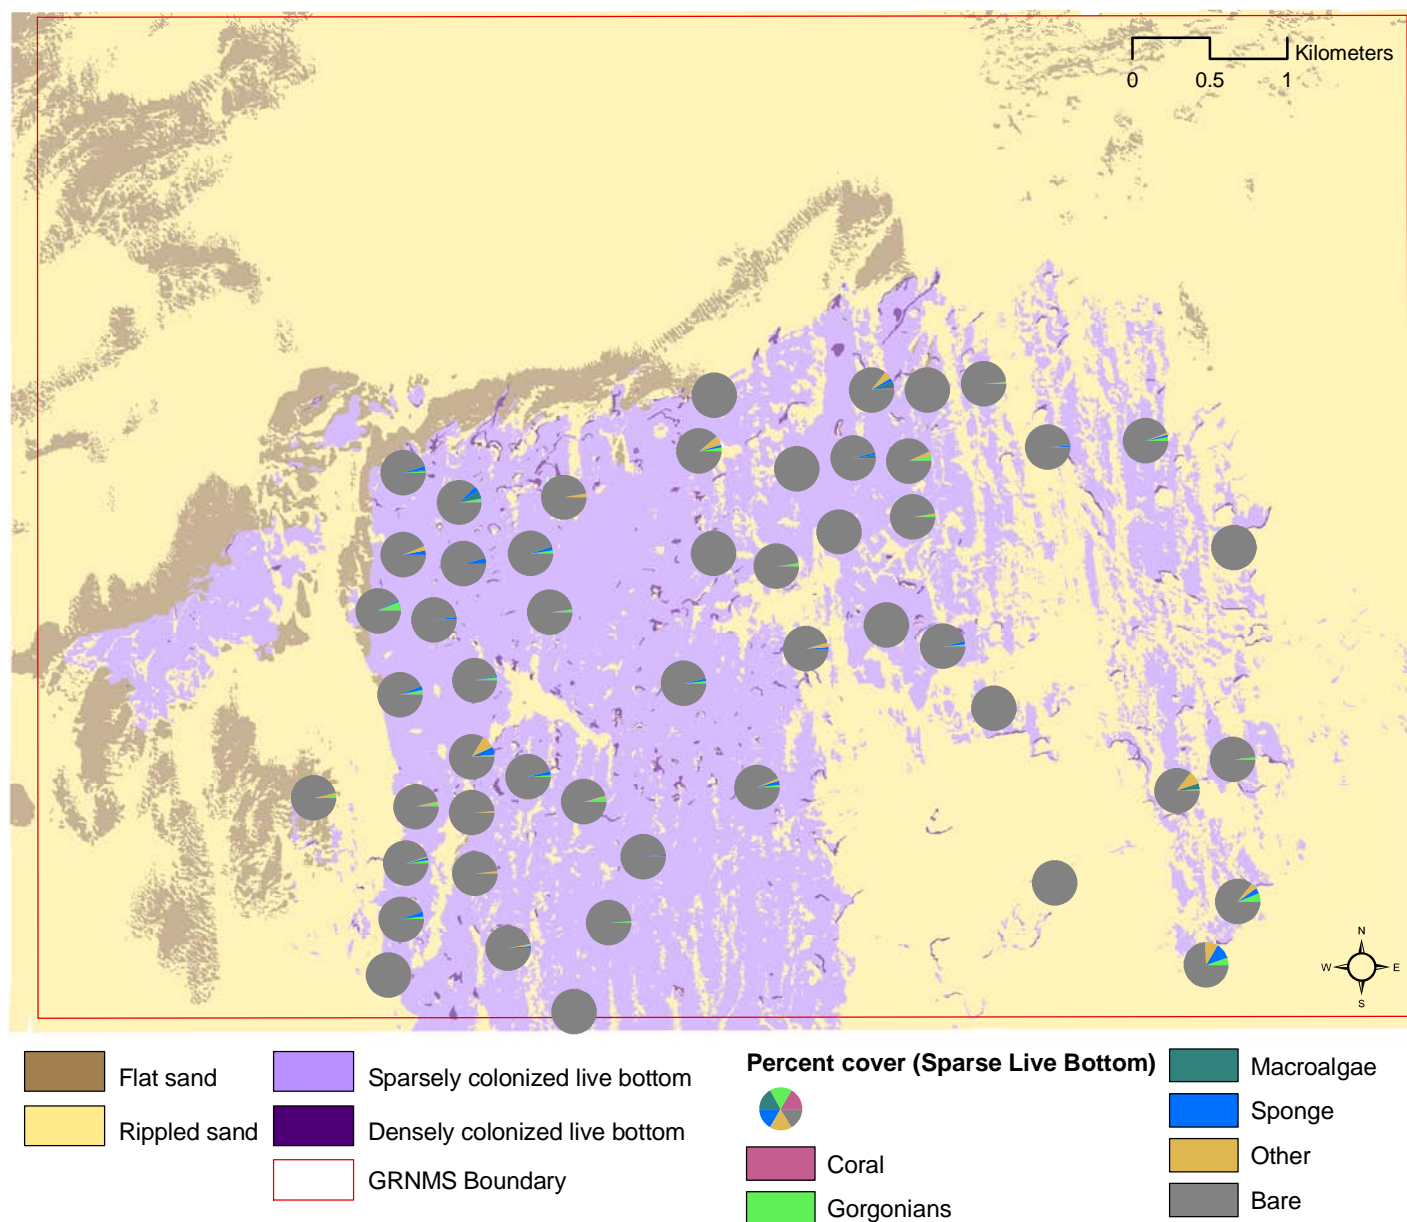 Kilometers
0 0.5 1
N
W E
S
Flat sand
Rippled sand
Sparsely colonized live bottom
Densely colonized live bottom
GRNMS Boundary
Percent cover (Sparse Live Bottom)
Coral
Gorgonians
Macroalgae
Sponge
Other
Bare